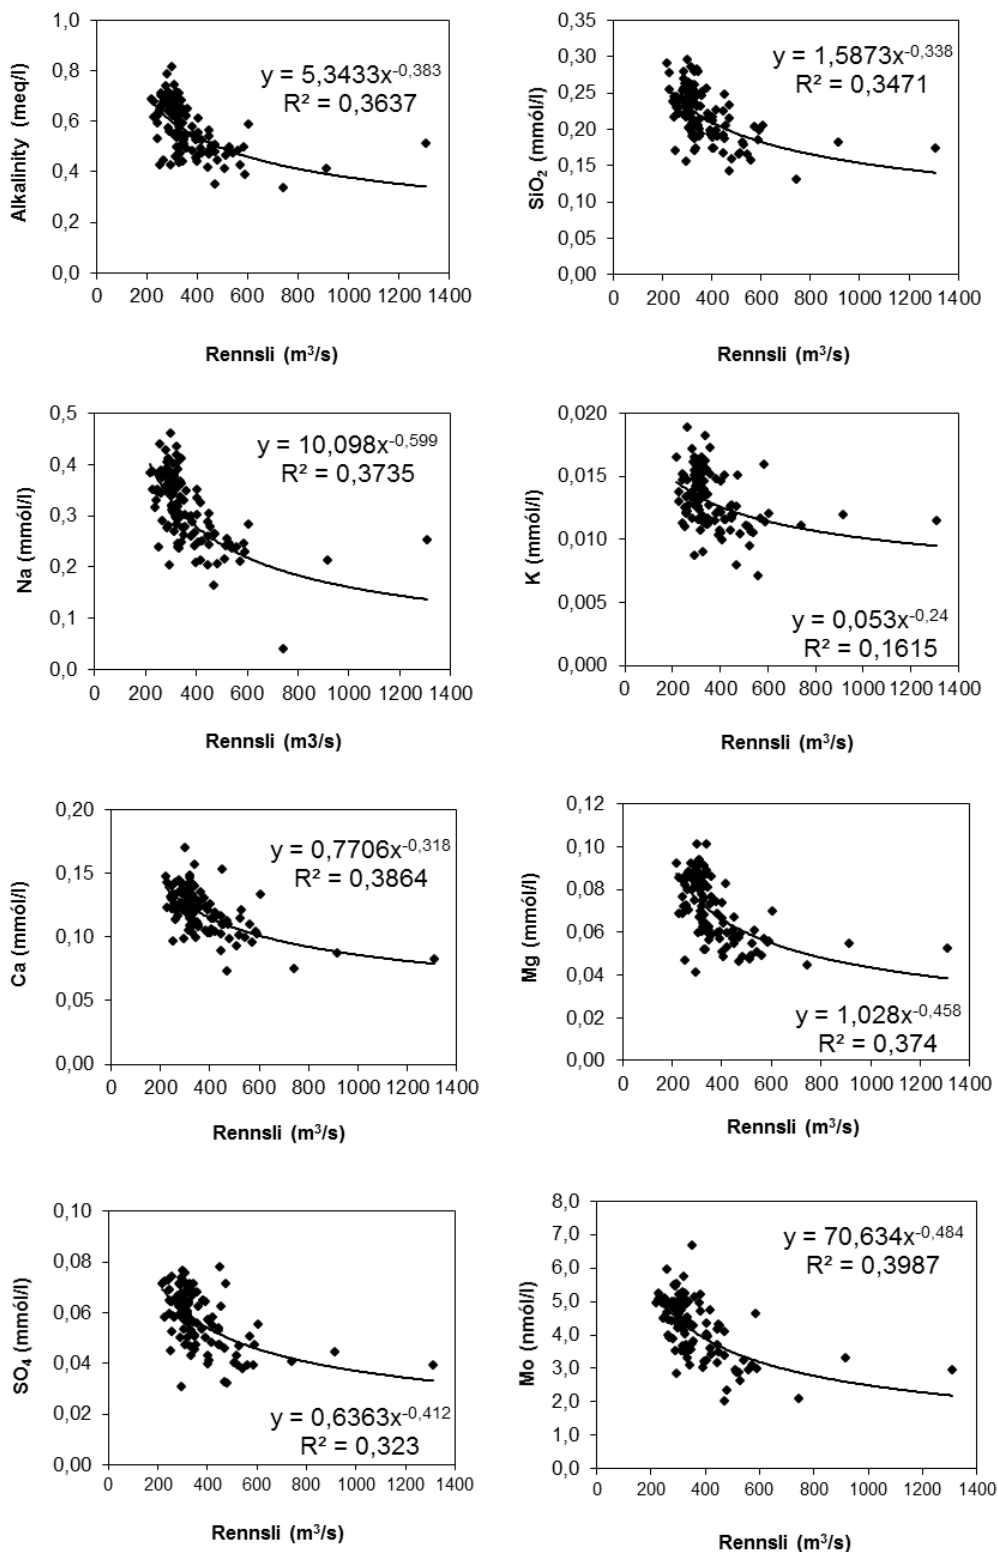 1,0
0,8
0,6
0,4
0,2
0,0
Alkalinity (meq/l)
y = 5,3433x^-0,383
R² = 0,3637
0 200 400 600 800 1000 1200 1400
Rennsli (m³/s)
0,35
0,30
0,25
0,20
0,15
0,10
0,05
0,00
SiO₂ (mmól/l)
y = 1,5873x^-0,338
R² = 0,3471
0 200 400 600 800 1000 1200 1400
Rennsli (m³/s)
0,5
0,4
0,3
0,2
0,1
0,0
Na (mmól/l)
y = 10,098x^-0,599
R² = 0,3735
0 200 400 600 800 1000 1200 1400
Rennsli (m3/s)
0,020
0,015
0,010
0,005
0,000
K (mmól/l)
y = 0,053x^-0,24
R² = 0,1615
0 200 400 600 800 1000 1200 1400
Rennsli (m³/s)
0,20
0,15
0,10
0,05
0,00
Ca (mmól/l)
y = 0,7706x^-0,318
R² = 0,3864
0 200 400 600 800 1000 1200 1400
Rennsli (m³/s)
0,12
0,10
0,08
0,06
0,04
0,02
0,00
Mg (mmól/l)
y = 1,028x^-0,458
R² = 0,374
0 200 400 600 800 1000 1200 1400
Rennsli (m³/s)
0,10
0,08
0,06
0,04
0,02
0,00
SO₄ (mmól/l)
y = 0,6363x^-0,412
R² = 0,323
0 200 400 600 800 1000 1200 1400
Rennsli (m³/s)
8,0
7,0
6,0
5,0
4,0
3,0
2,0
1,0
0,0
Mo (nmól/l)
y = 70,634x^-0,484
R² = 0,3987
0 200 400 600 800 1000 1200 1400
Rennsli (m³/s)